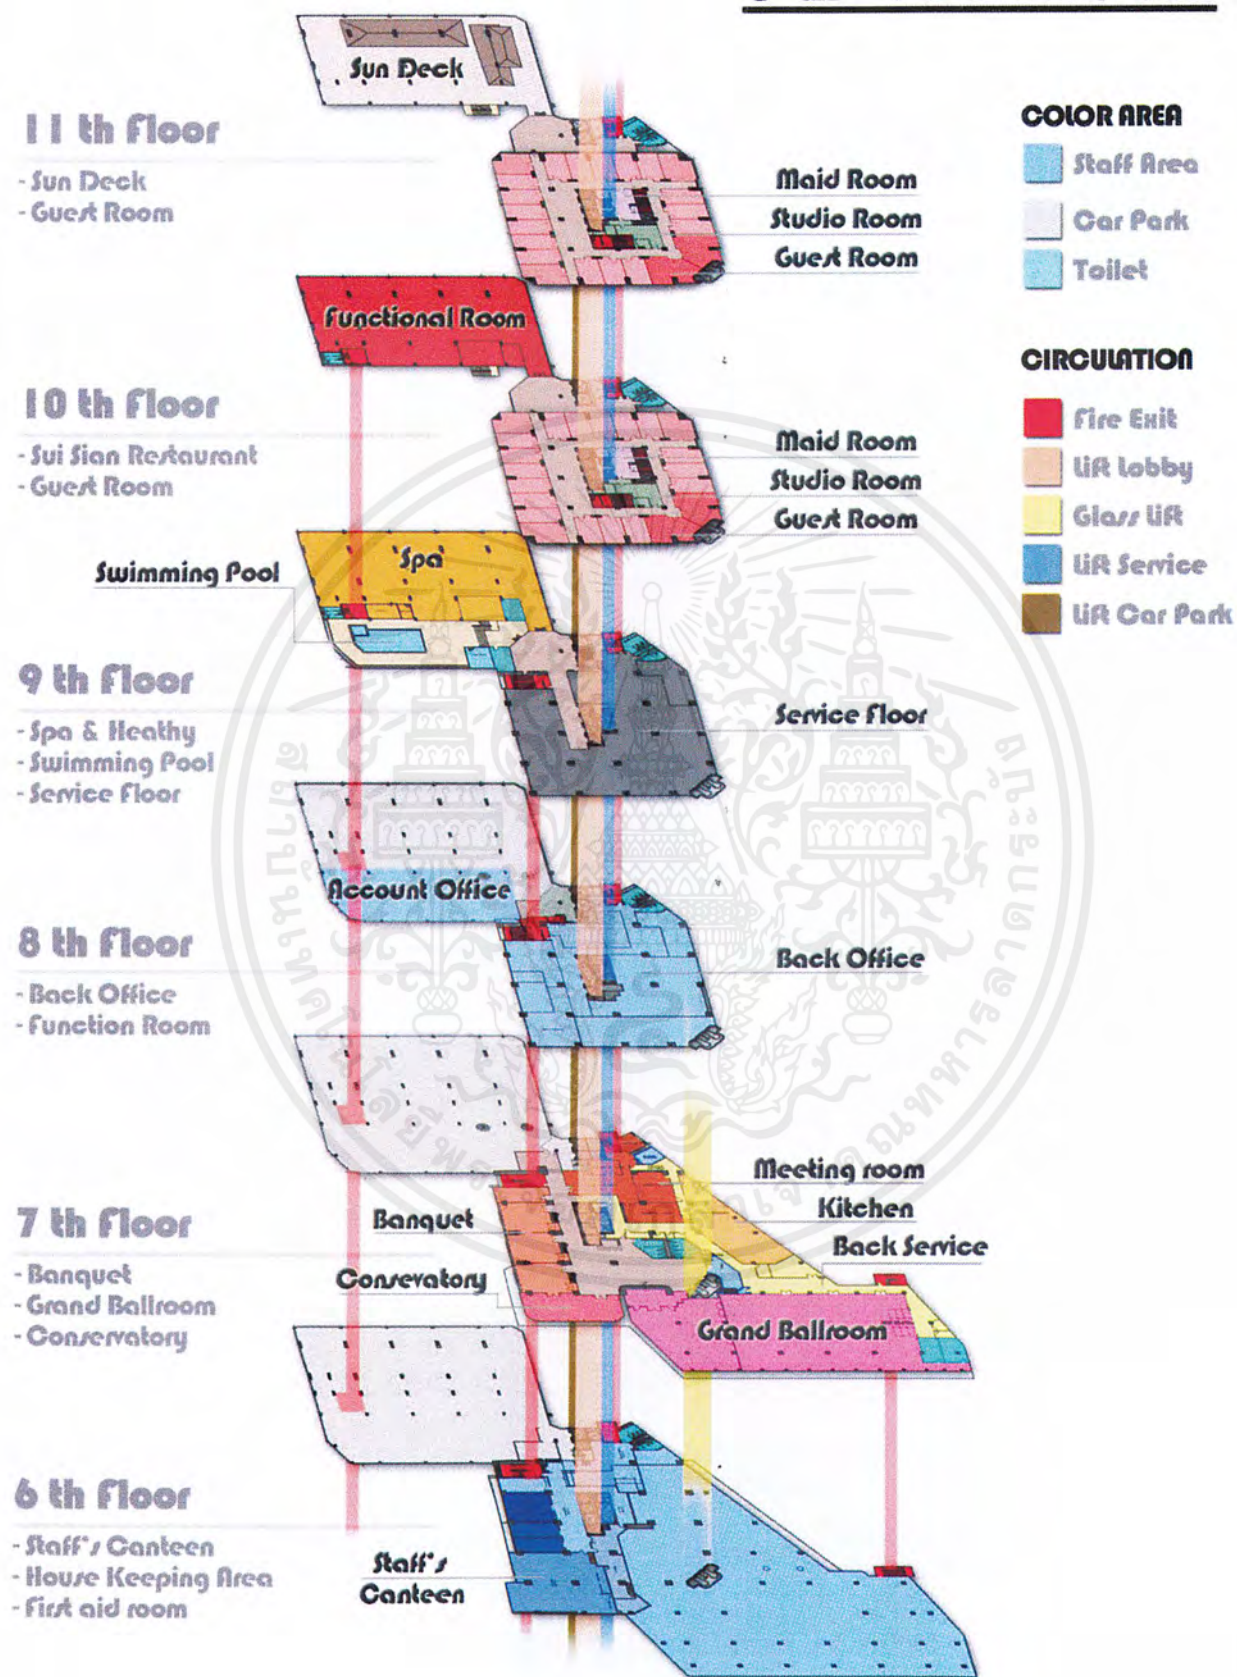 Sun Deck
11 th Floor
- Sun Deck
- Guest Room
Maid Room
Studio Room
Guest Room
COLOR AREA
Staff Area
Car Park
Toilet
Functional Room
CIRCULATION
Fire Exit
Lift Lobby
Glass Lift
Lift Service
Lift Car Park
10 th Floor
- Sui Sian Restaurant
- Guest Room
Maid Room
Studio Room
Guest Room
Spa
Swimming Pool
9 th Floor
- Spa & Heathy
- Swimming Pool
- Service Floor
Service Floor
Account Office
8 th Floor
- Back Office
- Function Room
Back Office
7 th Floor
- Banquet
- Grand Ballroom
- Conservatory
Meeting room
Kitchen
Back Service
Banquet
Consevatory
Grand Ballroom
6 th Floor
- Staff's Canteen
- House Keeping Area
- First aid room
Staff's
Canteen